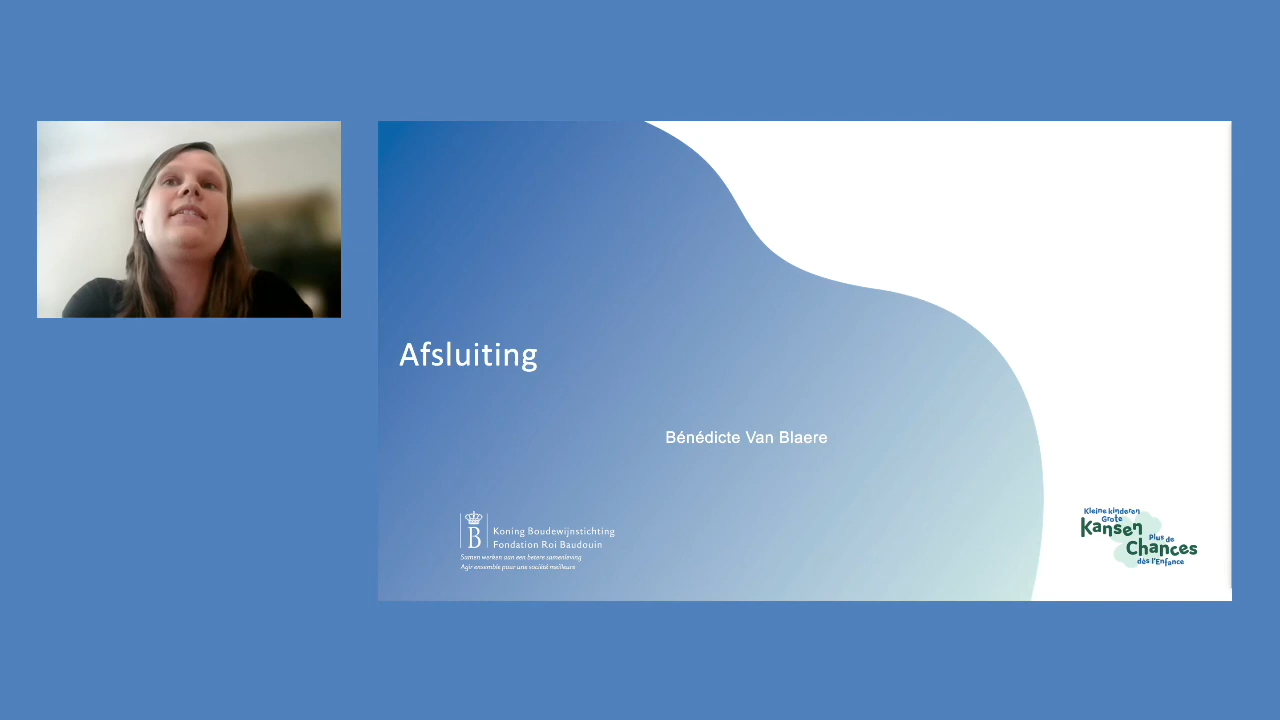 Afsluiting
Bénédicte Van Blaere
B
Koning Boudewijnstichting
Fondation Roi Baudouin
Samen werken aan een betere samenleving
Agir ensemble pour une société meilleure
Kleine kinderen
Grote
Kansen
Plus de
Chances
dès l'Enfance